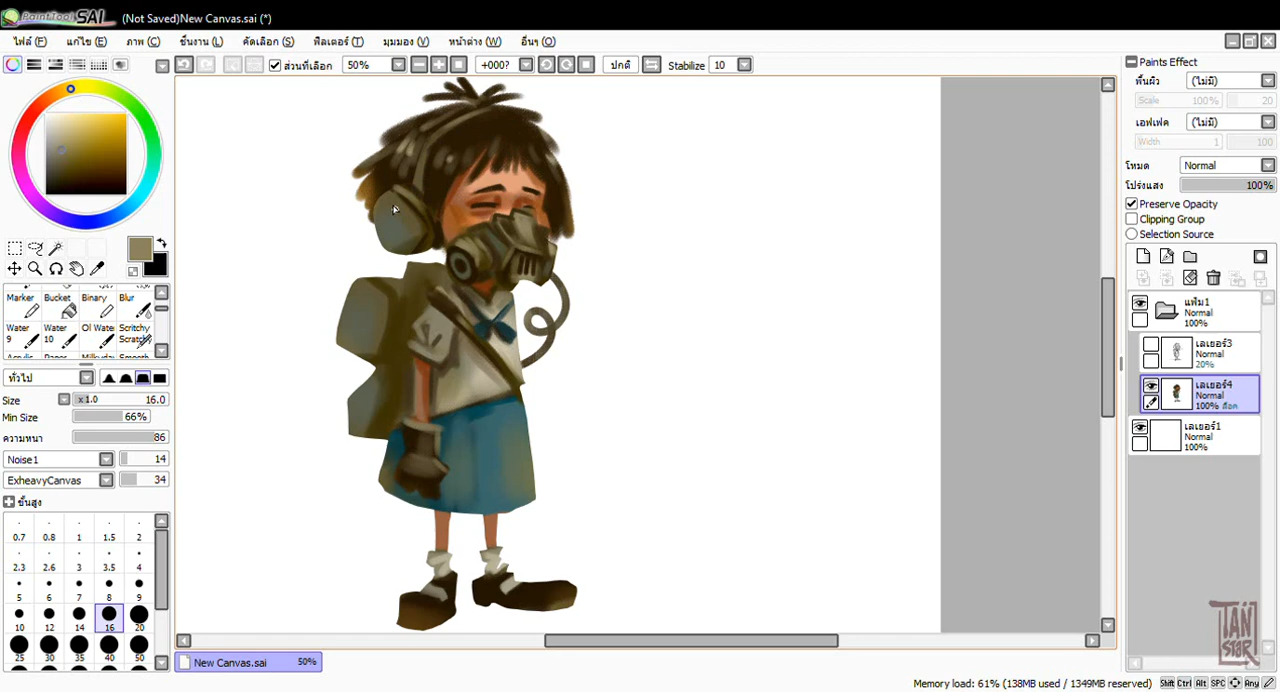 PaintTool SAI (Not Saved)New Canvas.sai (*)
ไฟล์ (F) แก้ไข (E) ภาพ (C) ชั้นงาน (L) คัดเลือก (S) ฟิลเตอร์ (T) มุมมอง (V) หน้าต่าง (W) อื่นๆ (O)
ส่วนที่เลือก 50% +000? ปกติ Stabilize 10
Paints Effect
พื้นผิว (ไม่มี)
Scale 100% 20
เอฟเฟค (ไม่มี)
Width 1 100
โหมด Normal
โปร่งแสง 100%
Preserve Opacity
Clipping Group
Selection Source
แฟ้ม1
Normal
100%
เลเยอร์3
Normal
20%
เลเยอร์4
Normal
100% ล็อก
เลเยอร์1
Normal
100%
Marker Bucket Binary Blur
Water Water Oil Water Scritchy
9 10 Scratch
ทั่วไป
Size x1.0 16.0
Min Size 66%
ความหนา 86
Noise1 14
ExheavyCanvas 34
ขั้นสูง
0.7 0.8 1 1.5 2
2.3 2.6 3 3.5 4
5 6 7 8 9
10 12 14 16 20
25 30 35 40 50
New Canvas.sai 50%
TAN STAR
Memory load: 61% (138MB used / 1349MB reserved) Shift Ctrl Alt SPC Any